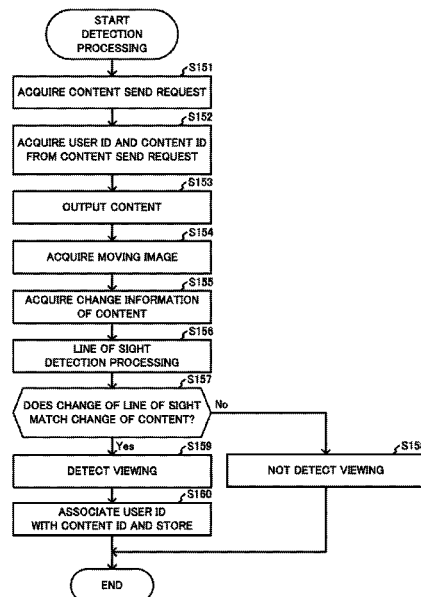 START
DETECTION
PROCESSING
S151
ACQUIRE CONTENT SEND REQUEST
S152
ACQUIRE USER ID AND CONTENT ID
FROM CONTENT SEND REQUEST
S153
OUTPUT CONTENT
S154
ACQUIRE MOVING IMAGE
S155
ACQUIRE CHANGE INFORMATION
OF CONTENT
S156
LINE OF SIGHT
DETECTION PROCESSING
S157
DOES CHANGE OF LINE OF SIGHT
MATCH CHANGE OF CONTENT?
No
Yes
S159
DETECT VIEWING
S158
NOT DETECT VIEWING
S160
ASSOCIATE USER ID
WITH CONTENT ID AND STORE
END